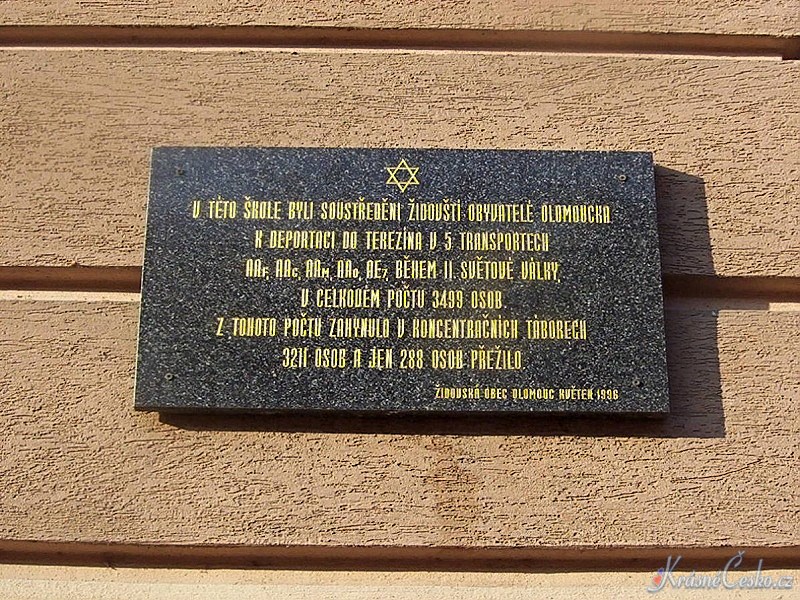 V TÉTO ŠKOLE BYLI SOUSTŘEDĚNI ŽIDOVŠTÍ OBYVATELÉ OLOMOUCKA
K DEPORTACI DO TEREZÍNA V 5 TRANSPORTECH
AAF, AAG, AAM, AAO, AE7, BĚHEM II. SVĚTOVÉ VÁLKY,
V CELKOVÉM POČTU 3499 OSOB.
Z TOHOTO POČTU ZAHYNULO V KONCENTRAČNÍCH TÁBORECH
3211 OSOB A JEN 288 OSOB PŘEŽILO.
ŽIDOVSKÁ OBEC OLOMOUC KVĚTEN 1996
KrásnéČesko.cz